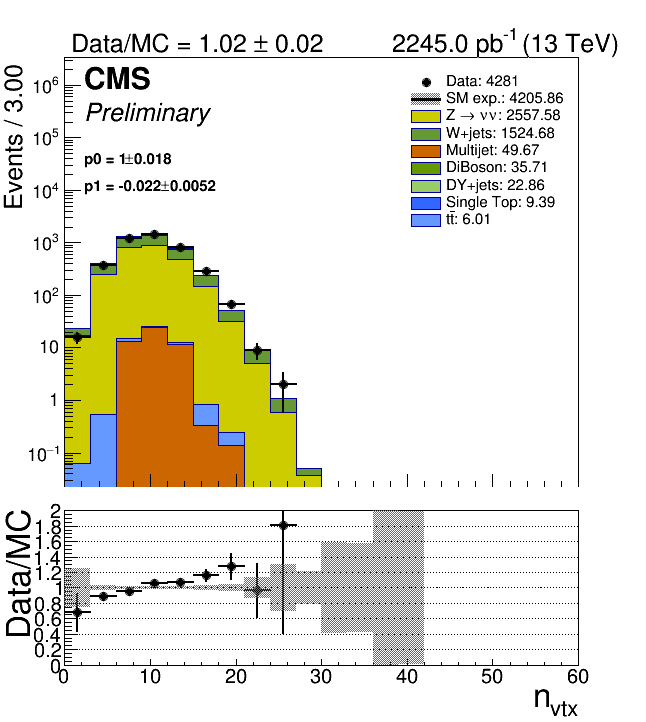 Data/MC = 1.02 ± 0.02
2245.0 pb⁻¹ (13 TeV)
CMS
Preliminary
p0 = 1±0.018
p1 = -0.022±0.0052
Data: 4281
SM exp.: 4205.86
Z → νν: 2557.58
W+jets: 1524.68
Multijet: 49.67
DiBoson: 35.71
DY+jets: 22.86
Single Top: 9.39
tt̄: 6.01
Events / 3.00
10⁶
10⁵
10⁴
10³
10²
10
1
10⁻¹
Data/MC
2
1.8
1.6
1.4
1.2
1
0.8
0.6
0.4
0.2
0
0 10 20 30 40 50 60
n_vtx